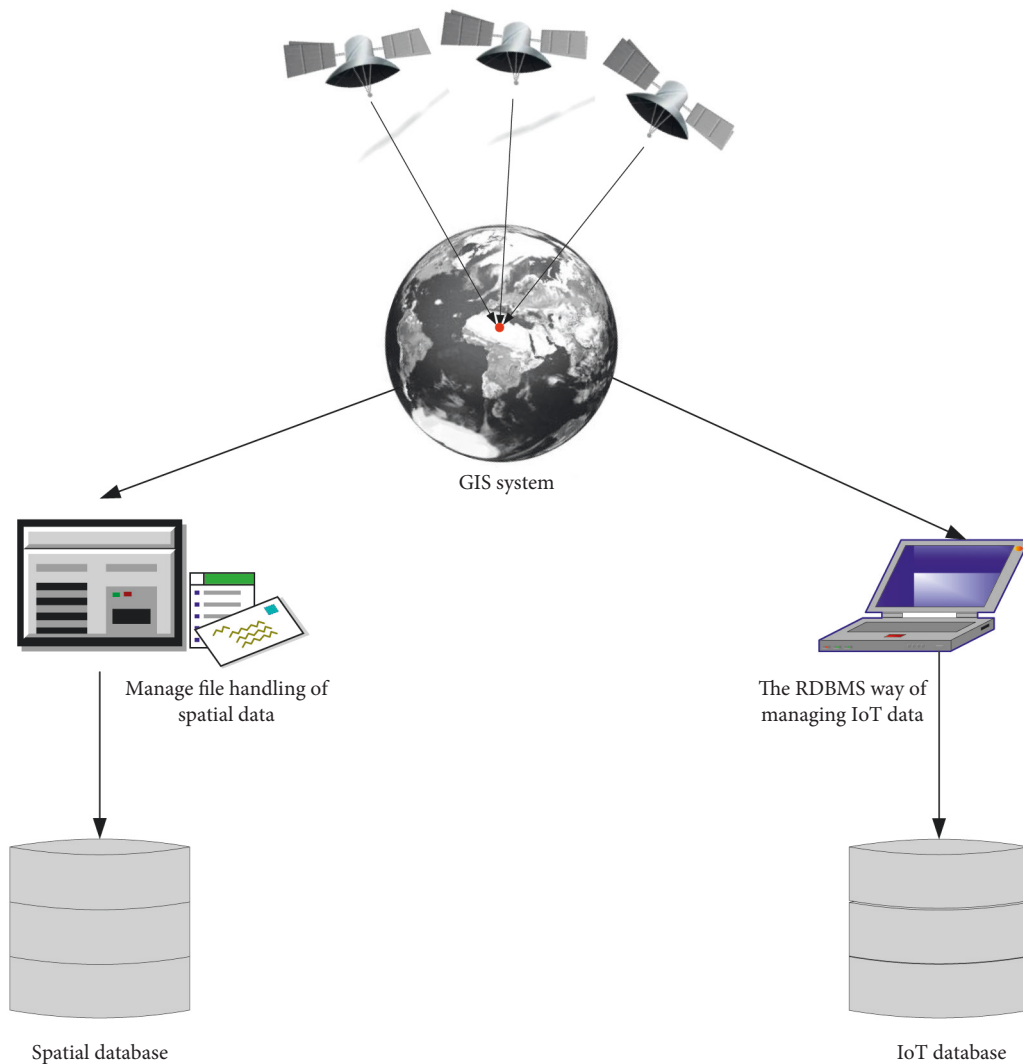 GIS system
Manage file handling of
spatial data
The RDBMS way of
managing IoT data
Spatial database
IoT database